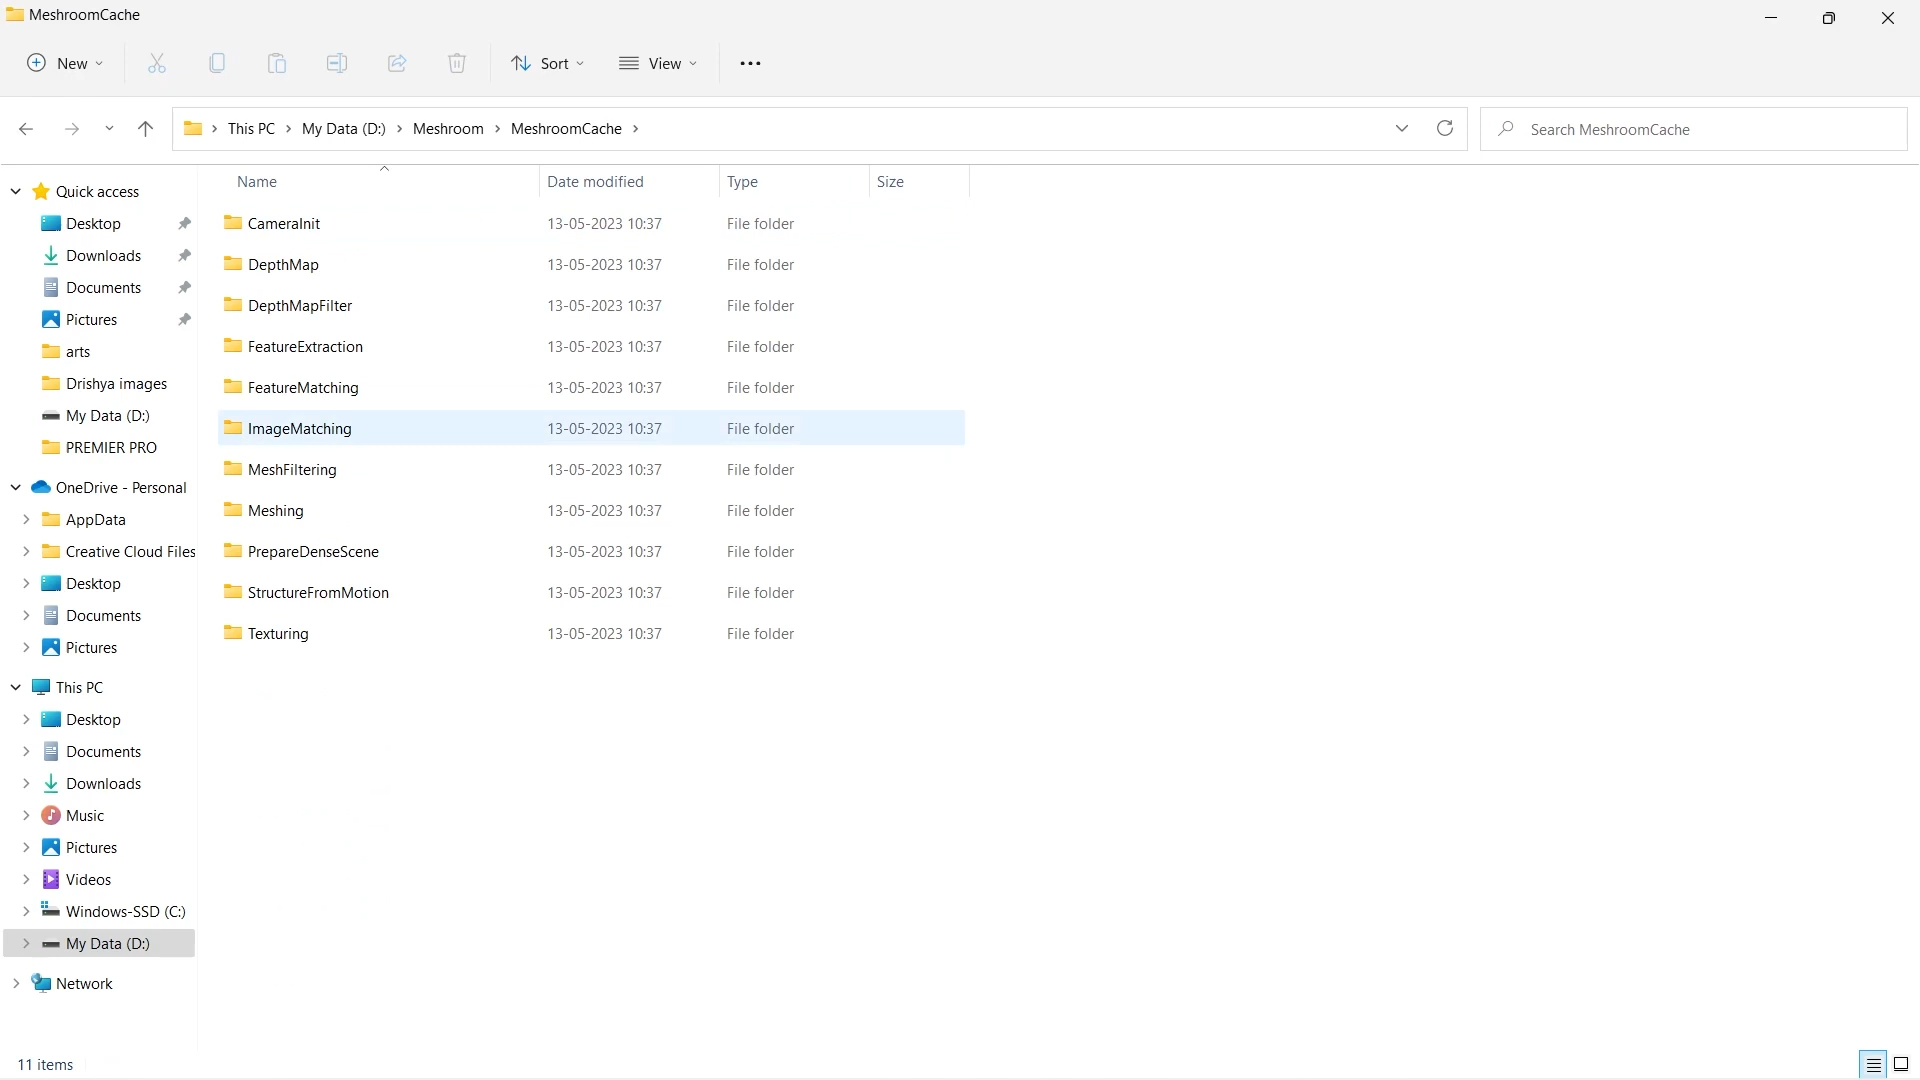 MeshroomCache
New
Sort
View
This PC > My Data (D:) > Meshroom > MeshroomCache >
Search MeshroomCache
Name Date modified Type Size
Quick access
Desktop
Downloads
Documents
Pictures
arts
Drishya images
My Data (D:)
PREMIER PRO
OneDrive - Personal
AppData
Creative Cloud Files
Desktop
Documents
Pictures
This PC
Desktop
Documents
Downloads
Music
Pictures
Videos
Windows-SSD (C:)
My Data (D:)
Network
CameraInit 13-05-2023 10:37 File folder
DepthMap 13-05-2023 10:37 File folder
DepthMapFilter 13-05-2023 10:37 File folder
FeatureExtraction 13-05-2023 10:37 File folder
FeatureMatching 13-05-2023 10:37 File folder
ImageMatching 13-05-2023 10:37 File folder
MeshFiltering 13-05-2023 10:37 File folder
Meshing 13-05-2023 10:37 File folder
PrepareDenseScene 13-05-2023 10:37 File folder
StructureFromMotion 13-05-2023 10:37 File folder
Texturing 13-05-2023 10:37 File folder
11 items